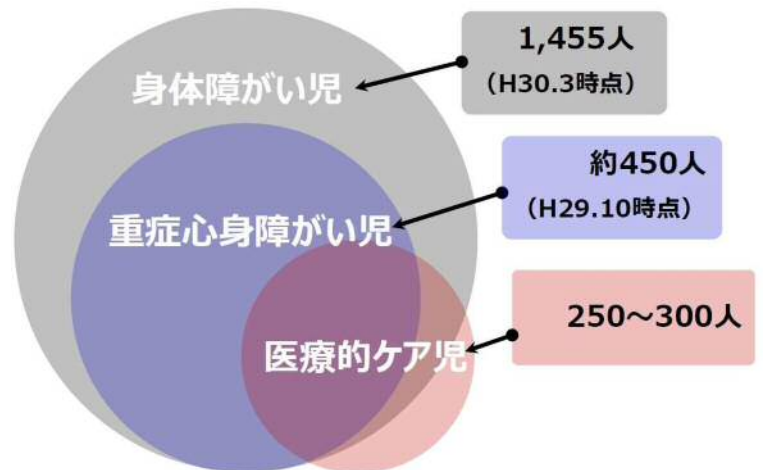 身体障がい児
1,455人
（H30.3時点）
重症心身障がい児
約450人
（H29.10時点）
医療的ケア児
250～300人